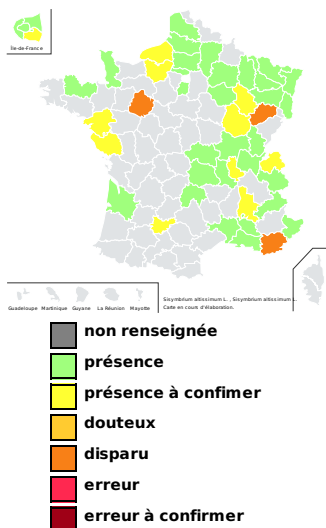 Île-de-France
Guadeloupe Martinique Guyane La Réunion Mayotte
Sisymbrium altissimum L. , Sisymbrium altissimum L.
Carte en cours d'élaboration.
non renseignée
présence
présence à confimer
douteux
disparu
erreur
erreur à confirmer